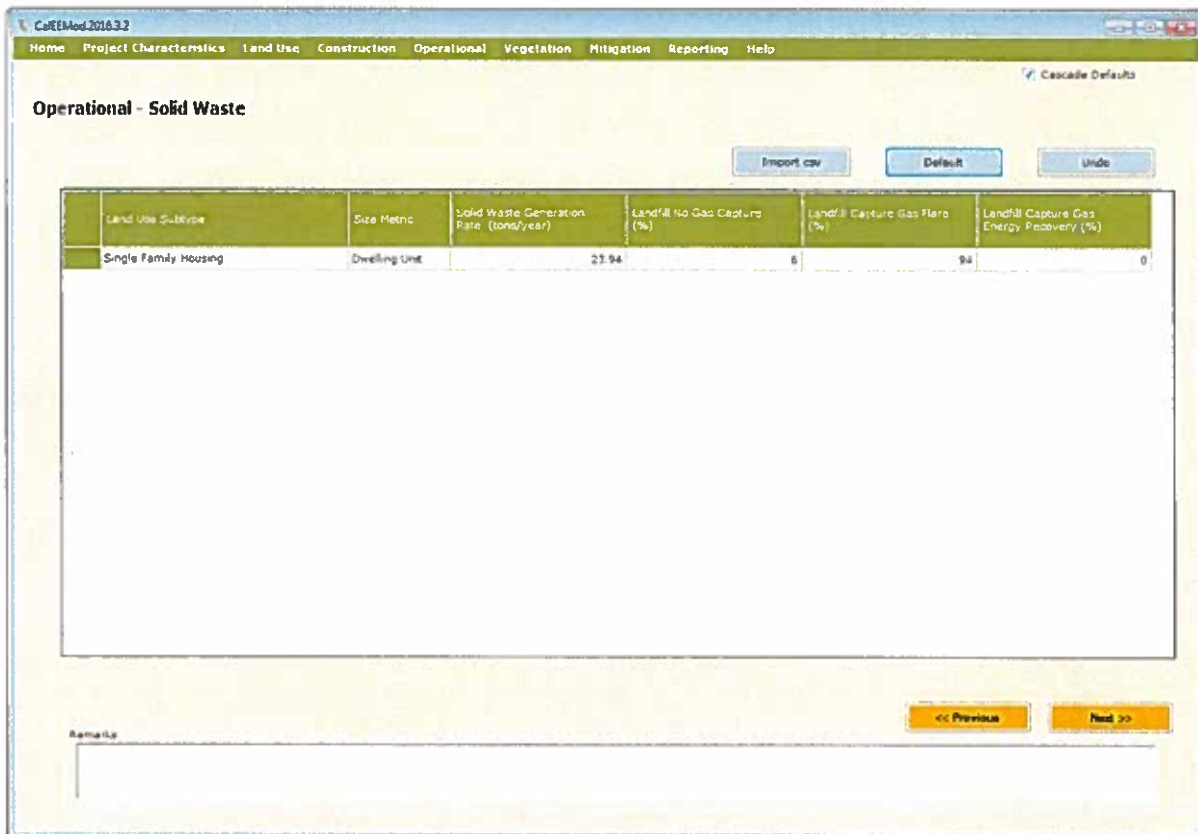 CalEEMod.2016.3.2
Home Project Characteristics Land Use Construction Operational Vegetation Mitigation Reporting Help
Cascade Defaults
Operational - Solid Waste
Import csv Default Undo
Land Use Subtype Size Metric Solid Waste Generation Rate (tons/year) Landfill No Gas Capture (%) Landfill Capture Gas Flare (%) Landfill Capture Gas Energy Recovery (%)
Single Family Housing Dwelling Unit 23.94 6 94 0
<< Previous Next >>
Remarks